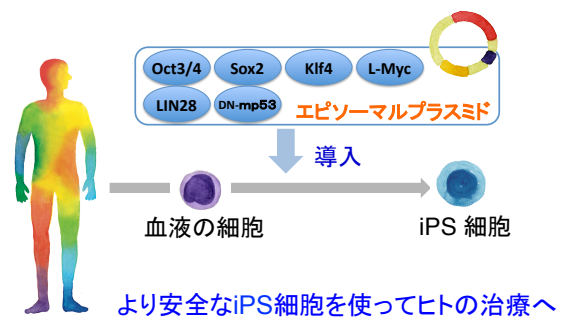 Oct3/4 Sox2 Klf4 L-Myc
LIN28 DN-mp53 エピソーマルプラスミド
導入
血液の細胞 iPS 細胞
より安全なiPS細胞を使ってヒトの治療へ